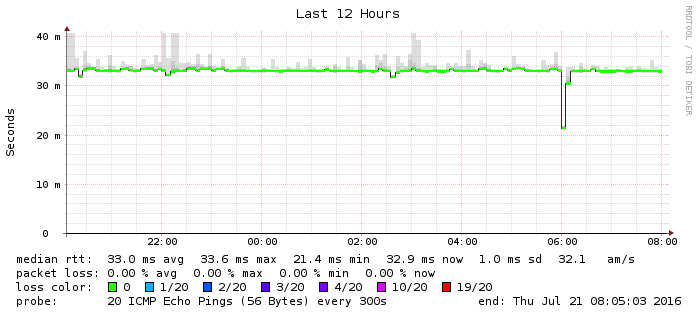 Last 12 Hours
RRDTOOL / TOBI OETIKER
Seconds
40 m
30 m
20 m
10 m
0
22:00 00:00 02:00 04:00 06:00 08:00
median rtt: 33.0 ms avg 33.6 ms max 21.4 ms min 32.9 ms now 1.0 ms sd 32.1 am/s
packet loss: 0.00 % avg 0.00 % max 0.00 % min 0.00 % now
loss color: 0 1/20 2/20 3/20 4/20 10/20 19/20
probe: 20 ICMP Echo Pings (56 Bytes) every 300s end: Thu Jul 21 08:05:03 2016